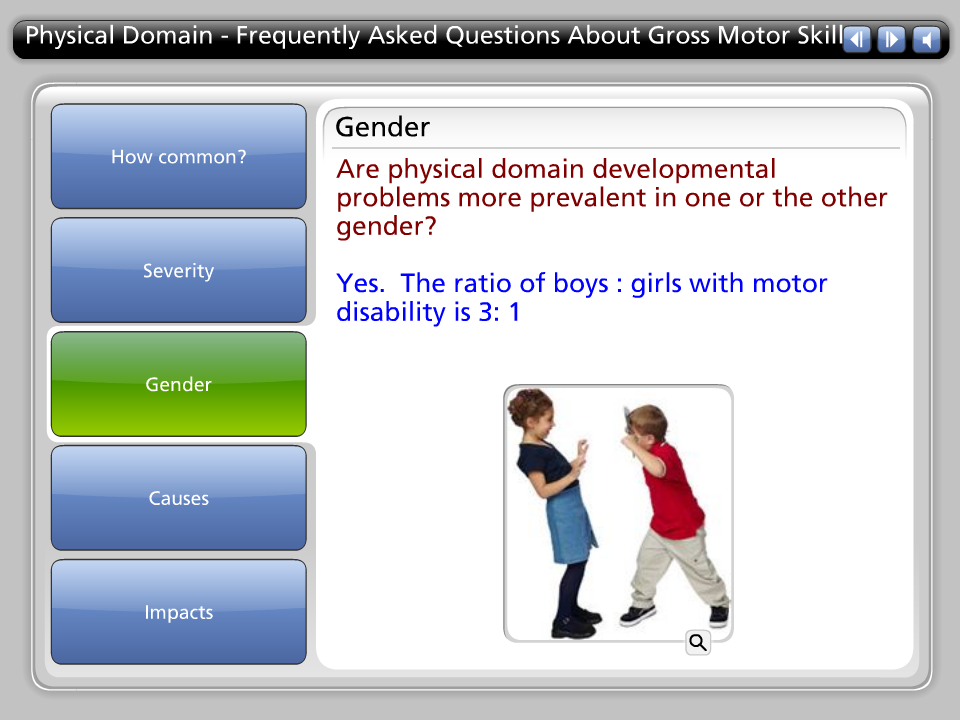 Physical Domain - Frequently Asked Questions About Gross Motor Skill
How common?
Severity
Gender
Causes
Impacts
Gender
Are physical domain developmental
problems more prevalent in one or the other
gender?
Yes.  The ratio of boys : girls with motor
disability is 3: 1